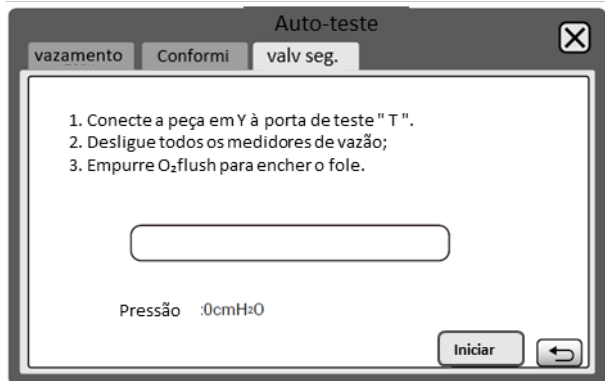 Auto-teste
vazamento Conformi valv seg.
1. Conecte a peça em Y à porta de teste " T ".
2. Desligue todos os medidores de vazão;
3. Empurre O₂flush para encher o fole.
Pressão :0cmH2O
Iniciar